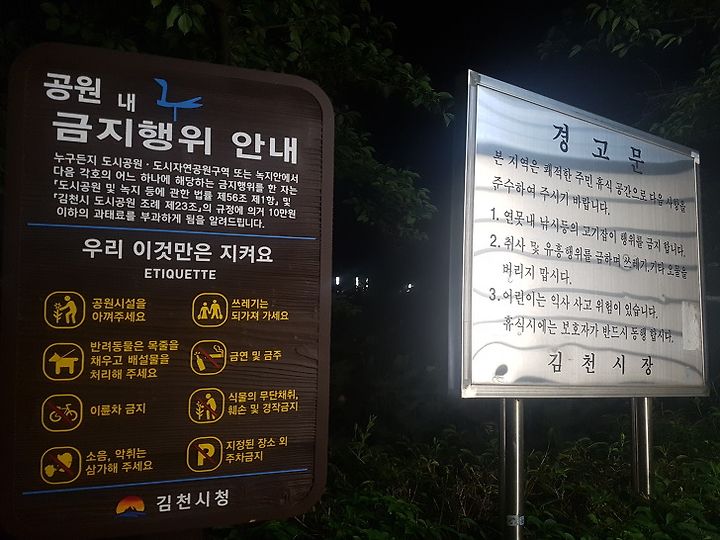 공원 내
금지행위 안내
누구든지 도시공원·도시자연공원구역 또는 녹지안에서
다음 각호의 어느 하나에 해당하는 금지행위를 한 자는
「도시공원 및 녹지 등에 관한 법률 제56조 제1항」 및
「김천시 도시공원 조례 제23조」의 규정에 의거 10만원
이하의 과태료를 부과하게 됨을 알려드립니다.
우리 이것만은 지켜요
ETIQUETTE
공원시설을
아껴주세요
쓰레기는
되가져 가세요
반려동물은 목줄을
채우고 배설물을
처리해 주세요
금연 및 금주
이륜차 금지
식물의 무단채취,
훼손 및 경작금지
소음, 악취는
삼가해 주세요
지정된 장소 외
주차금지
김천시청
경고문
본 지역은 쾌적한 주민 휴식 공간으로 다음 사항을
준수하여 주시기 바랍니다.
1. 연못내 낚시등의 고기잡이 행위를 금지 합니다.
2. 취사 및 유흥행위를 금하며 쓰레기,기타 오물을
버리지 맙시다.
3. 어린이는 익사 사고 위험이 있습니다.
휴식시에는 보호자가 반드시 동행 합시다.
김천시장